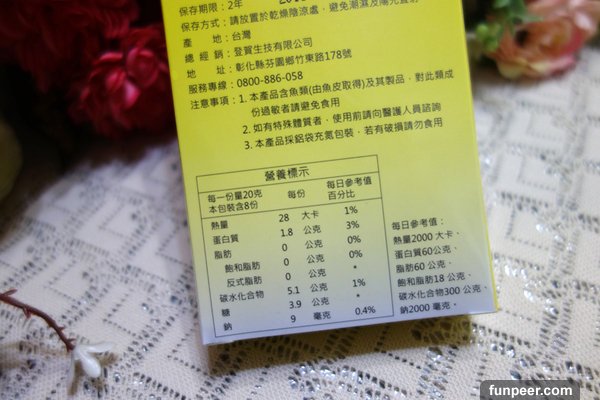 保存期限：2年
保存方式：請放置於乾燥陰涼處，避免潮濕及陽光直射
產　　地：台灣
總 經 銷：登賀生技有限公司
地　　址：彰化縣芬園鄉竹東路178號
服務專線：0800-886-058
注意事項：1. 本產品含魚類(由魚皮取得)及其製品，對此類成
份過敏者請避免食用
2. 如有特殊體質者，使用前請向醫護人員諮詢
3. 本產品採鋁袋充氮包裝，若有破損請勿食用
營養標示
每一份量20克
本包裝含8份
每份
每日參考值
百分比
熱量 28 大卡 1%
蛋白質 1.8 公克 3%
脂肪 0 公克 0%
飽和脂肪 0 公克 0%
反式脂肪 0 公克 *
碳水化合物 5.1 公克 1%
糖 3.9 公克 *
鈉 9 毫克 0.4%
每日參考值：
熱量2000 大卡、
蛋白質60公克、
脂肪60 公克、
飽和脂肪18 公克、
碳水化合物300 公克、
鈉2000 毫克。
funpeer.com